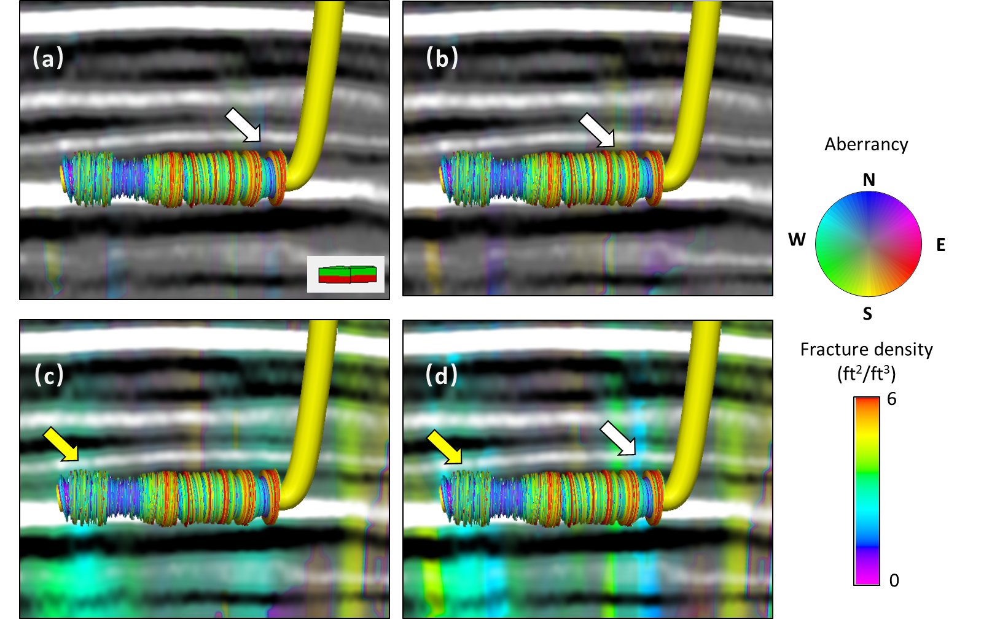 (a)
(b)
(c)
(d)
Aberrancy
N
W
E
S
Fracture density
(ft²/ft³)
6
0